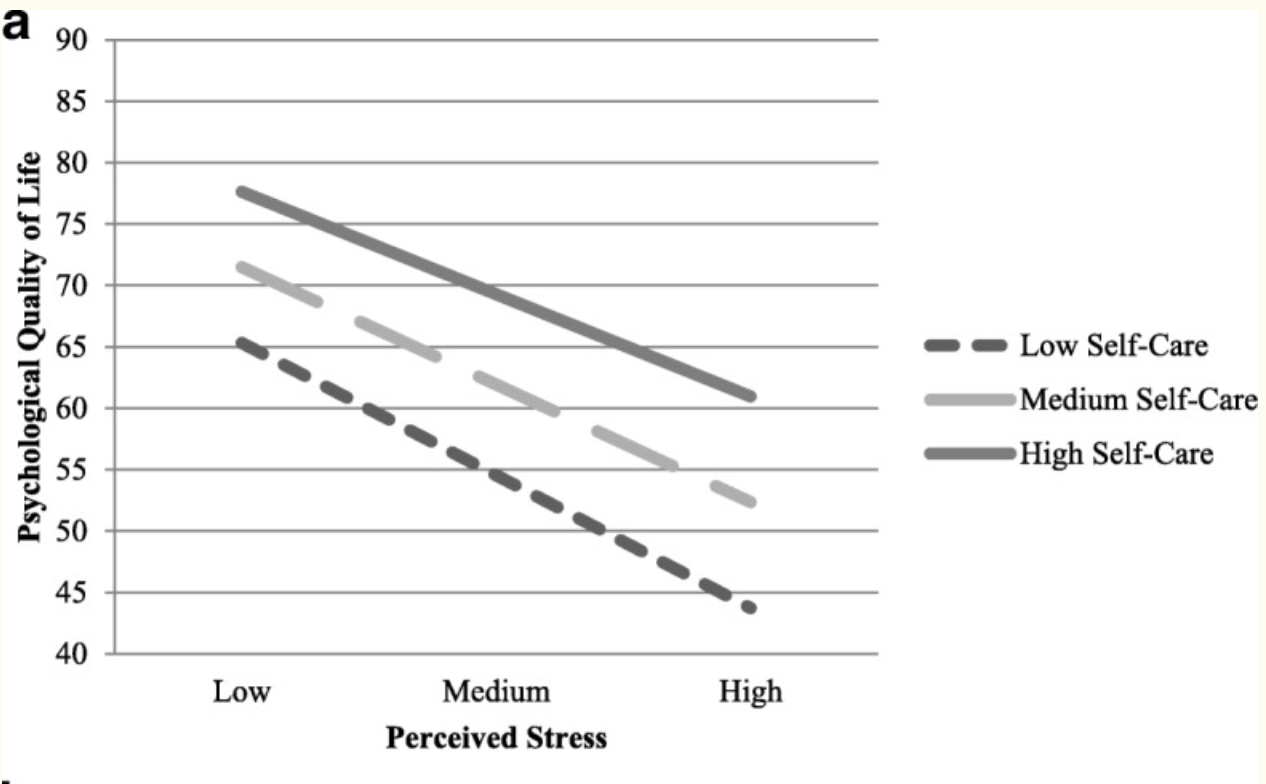 a
90
85
80
75
70
65
60
55
50
45
40
Psychological Quality of Life
Low Medium High
Perceived Stress
Low Self-Care
Medium Self-Care
High Self-Care